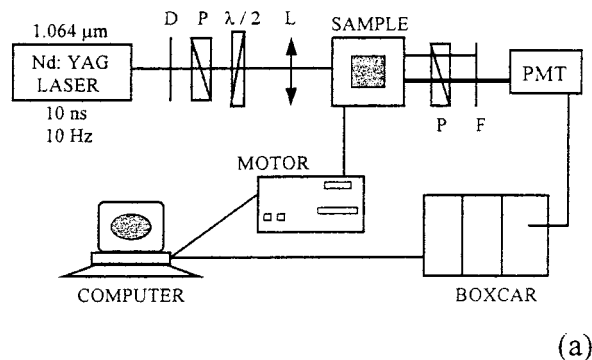 1.064 µm
Nd: YAG
LASER
10 ns
10 Hz
D P λ / 2 L
SAMPLE
P F
PMT
MOTOR
COMPUTER
BOXCAR
(a)